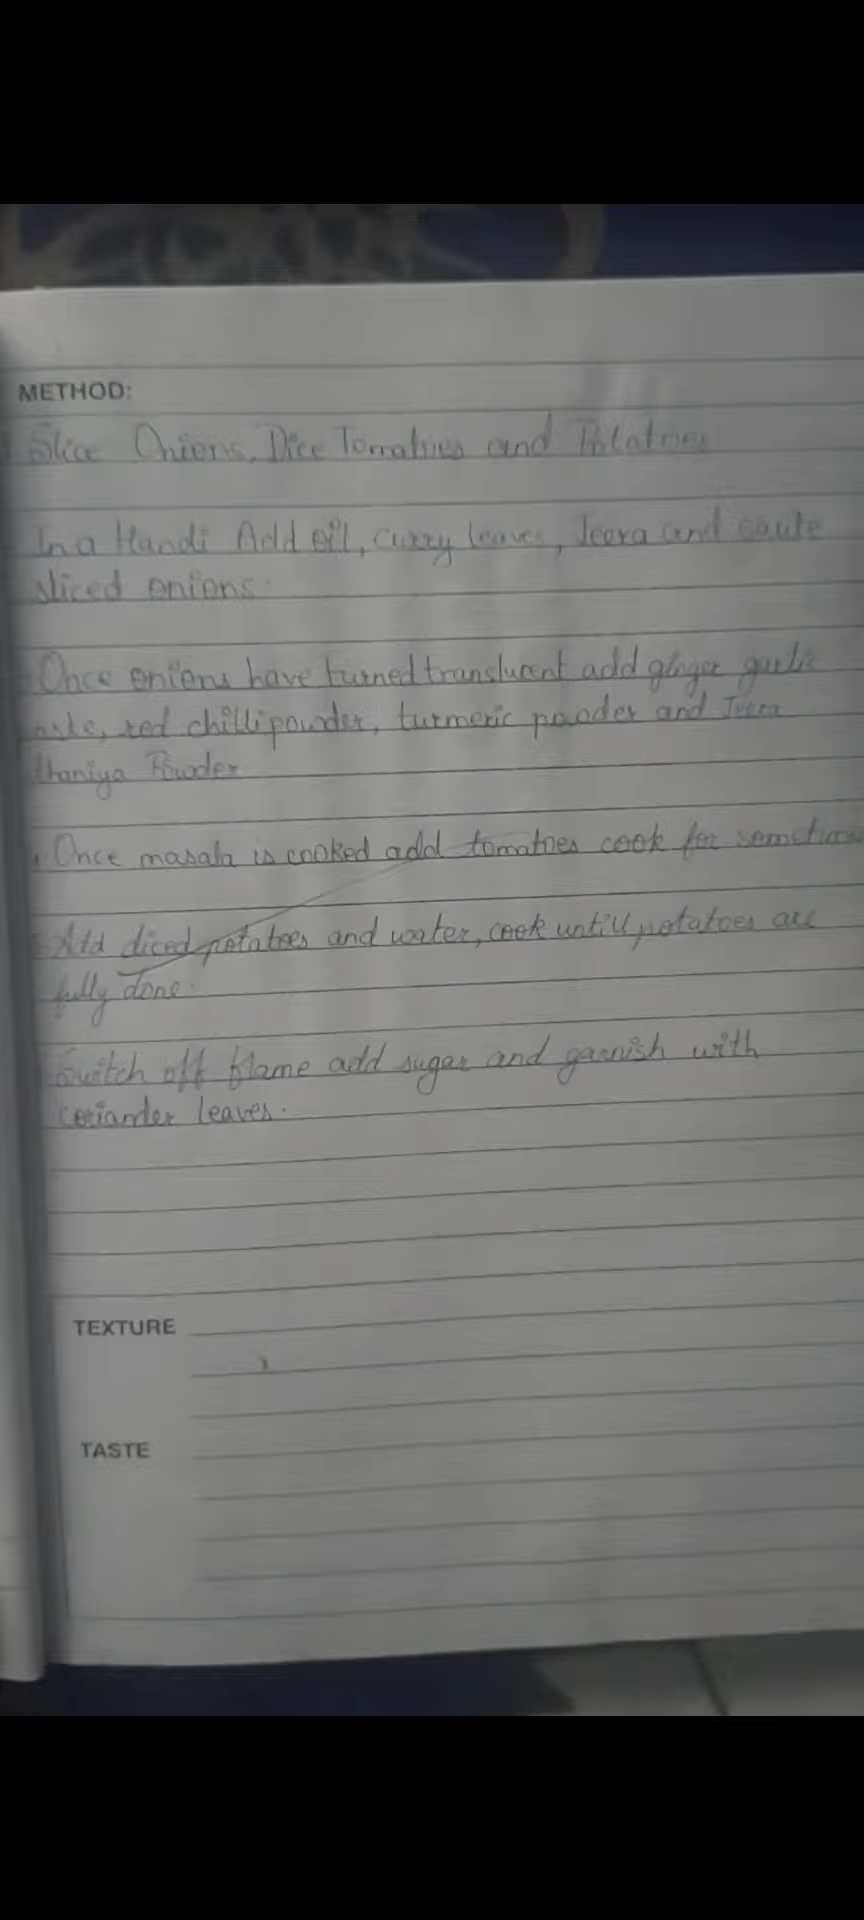 METHOD:
Slice Onions, Dice Tomatoes and Potatoes
In a Handi Add oil, curry leaves, Jeera and saute
sliced onions.
Once onions have turned translucent add ginger garlic
red chilli powder, turmeric powder and Jeera
Dhaniya Powder
Once masala is cooked add tomatoes cook for sometime
Add diced potatoes and water, cook untill potatoes are
fully done.
Switch off flame add sugar and garnish with
coriander leaves.
TEXTURE
TASTE